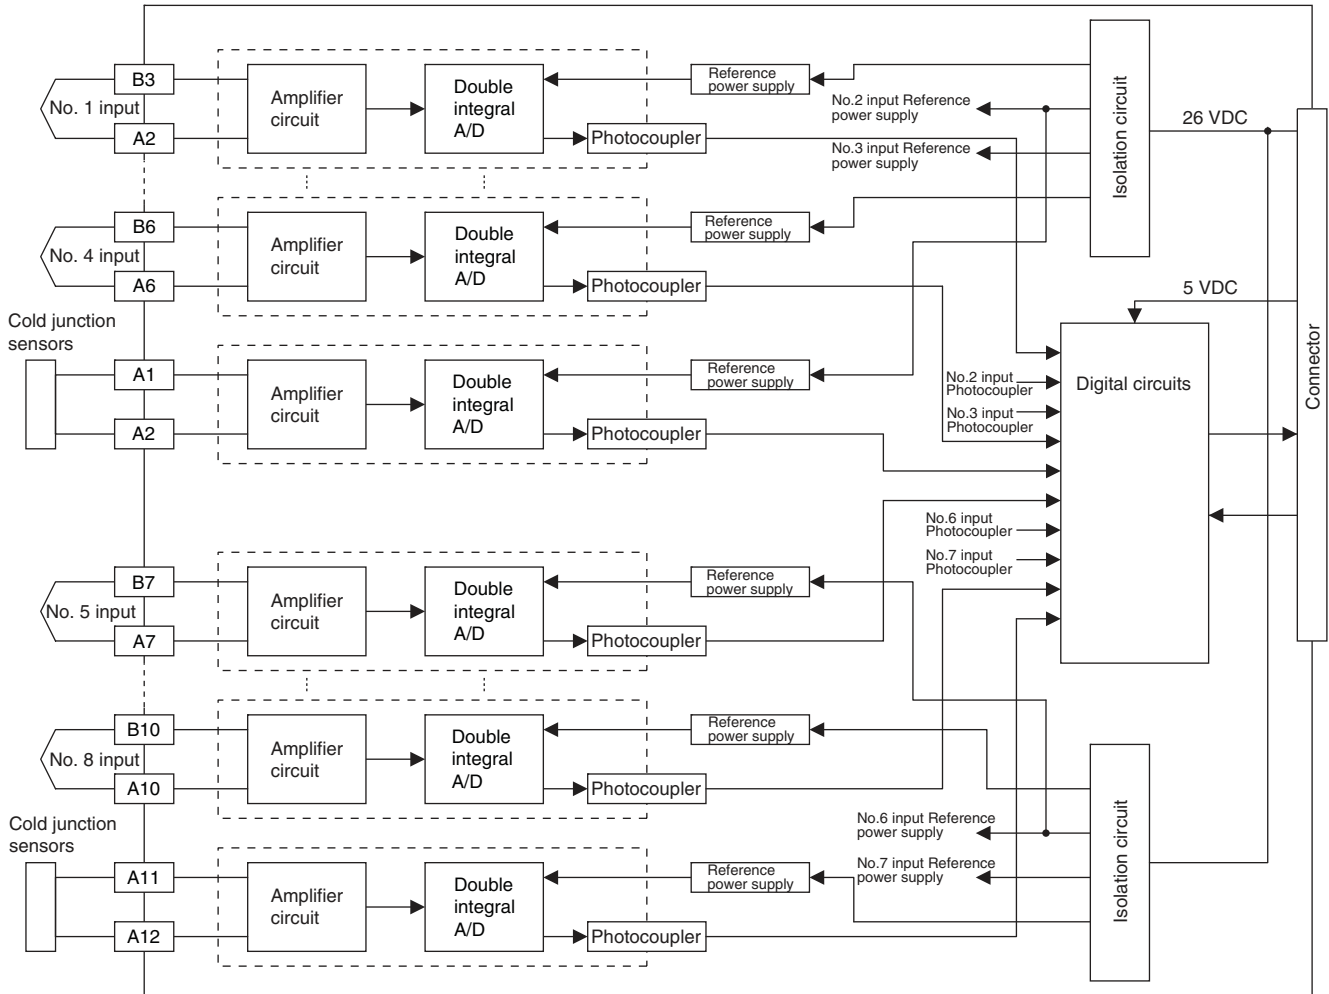 B3
No. 1 input
A2
Amplifier
circuit
Double
integral
A/D
Reference
power supply
Photocoupler
No.2 input Reference
power supply
No.3 input Reference
power supply
Isolation circuit
26 VDC
B6
No. 4 input
A6
Amplifier
circuit
Double
integral
A/D
Reference
power supply
Photocoupler
5 VDC
Connector
Cold junction
sensors
A1
A2
Amplifier
circuit
Double
integral
A/D
Reference
power supply
Photocoupler
No.2 input
Photocoupler
No.3 input
Photocoupler
Digital circuits
No.6 input
Photocoupler
No.7 input
Photocoupler
B7
No. 5 input
A7
Amplifier
circuit
Double
integral
A/D
Reference
power supply
Photocoupler
B10
No. 8 input
A10
Amplifier
circuit
Double
integral
A/D
Reference
power supply
Photocoupler
Cold junction
sensors
A11
A12
Amplifier
circuit
Double
integral
A/D
Reference
power supply
Photocoupler
No.6 input Reference
power supply
No.7 input Reference
power supply
Isolation circuit